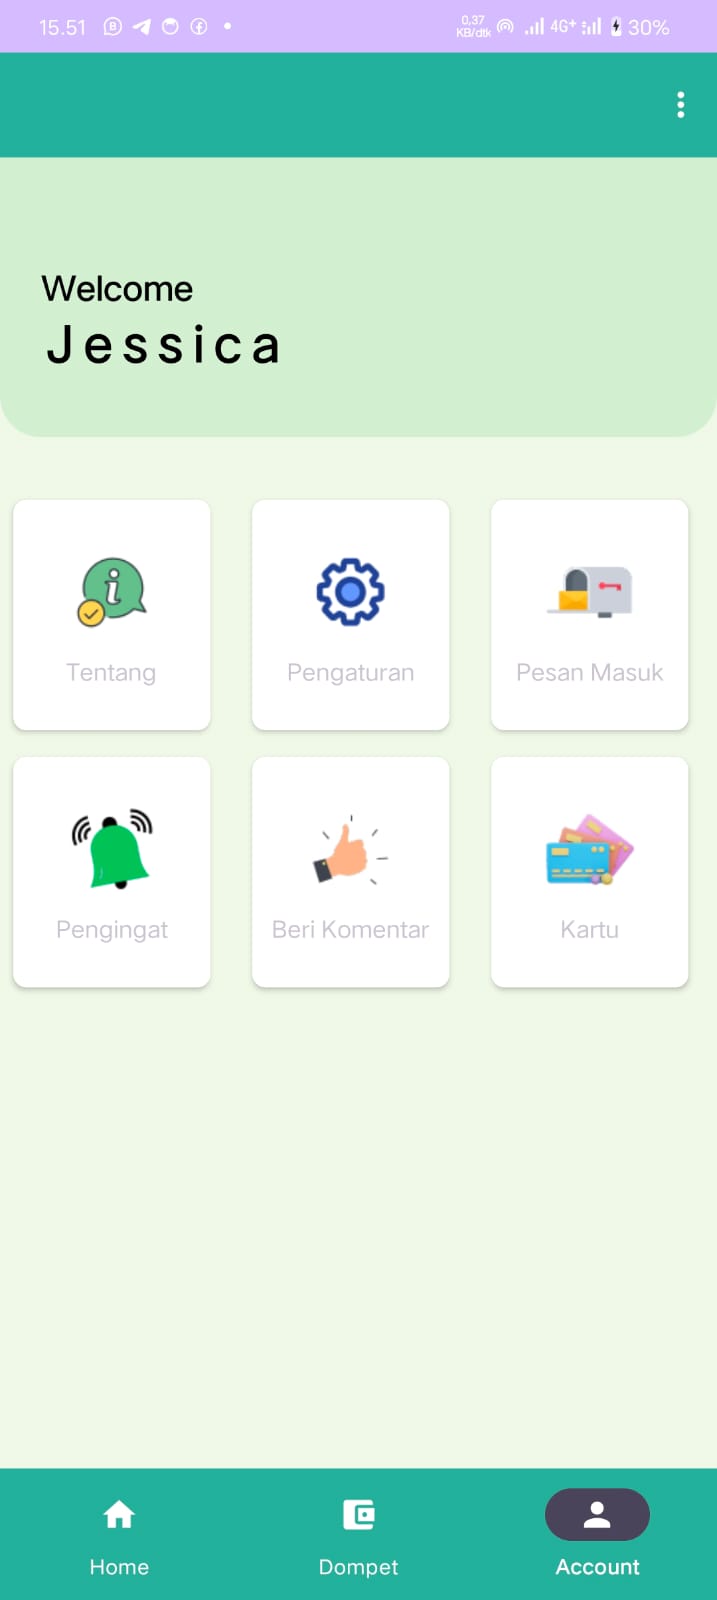 15.51
0,37
KB/dtk
4G+
30%
Welcome
Jessica
Tentang
Pengaturan
Pesan Masuk
Pengingat
Beri Komentar
Kartu
Home
Dompet
Account